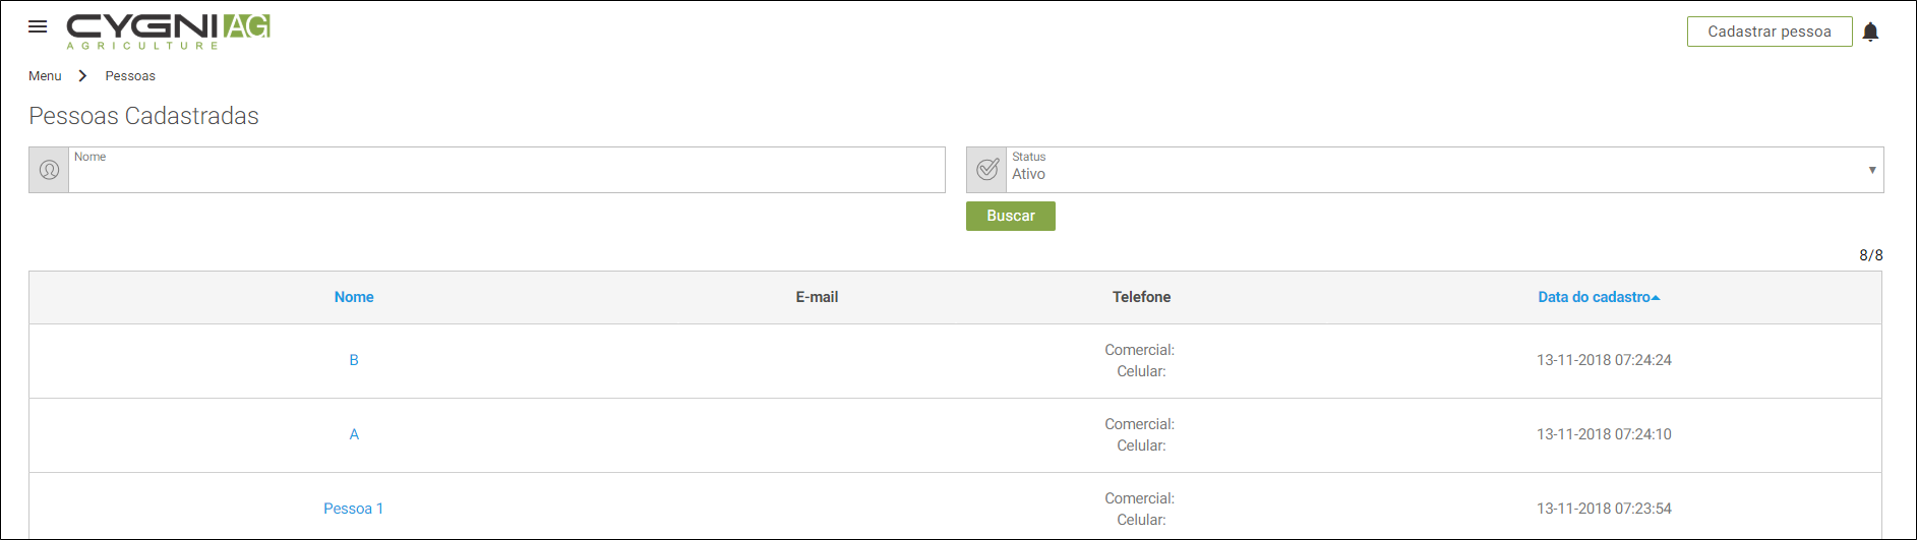 CYGNI AG
AGRICULTURE
Cadastrar pessoa
Menu Pessoas
Pessoas Cadastradas
Nome
Status
Ativo
Buscar
8/8
Nome E-mail Telefone Data do cadastro
B Comercial: 13-11-2018 07:24:24
Celular:
A Comercial: 13-11-2018 07:24:10
Celular:
Pessoa 1 Comercial: 13-11-2018 07:23:54
Celular: